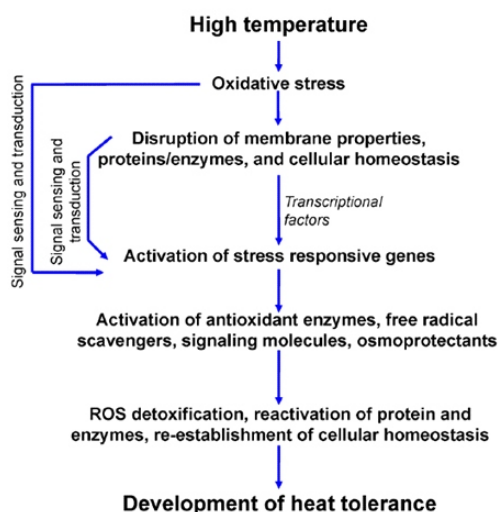 High temperature
Oxidative stress
Disruption of membrane properties,
proteins/enzymes, and cellular homeostasis
Signal sensing and transduction
Signal sensing and
transduction
Transcriptional
factors
Activation of stress responsive genes
Activation of antioxidant enzymes, free radical
scavengers, signaling molecules, osmoprotectants
ROS detoxification, reactivation of protein and
enzymes, re-establishment of cellular homeostasis
Development of heat tolerance